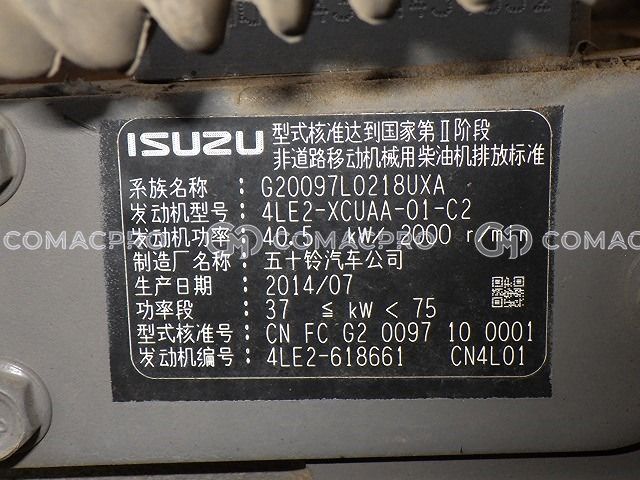 ISUZU 型式核准达到国家第Ⅱ阶段
非道路移动机械用柴油机排放标准
系族名称： G20097L0218UXA
发动机型号： 4LE2-XCUAA-01-C2
发动机功率： 40.5 kW/ 2000 r/min
制造厂名称： 五十铃汽车公司
生产日期： 2014/07
功率段： 37 ≦ kW < 75
型式核准号： CN FC G2 0097 10 0001
发动机编号： 4LE2-618661 CN4L01
COMACPRO COMACPRO COMACPRO